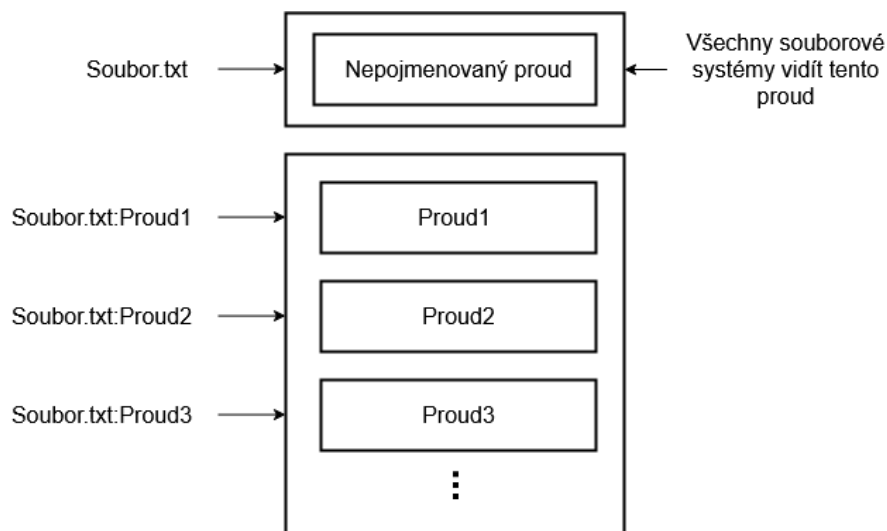 Soubor.txt
Nepojmenovaný proud
Všechny souborové
systémy vidít tento
proud
Soubor.txt:Proud1
Proud1
Soubor.txt:Proud2
Proud2
Soubor.txt:Proud3
Proud3